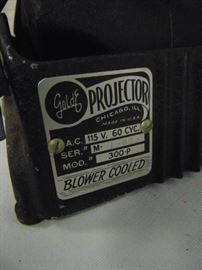 GoldE PROJECTOR
CHICAGO, ILL.
MADE IN U.S.A.
A.C. 115 V. 60 CYC.
SER.# M-
MOD.# 300-P
BLOWER COOLED